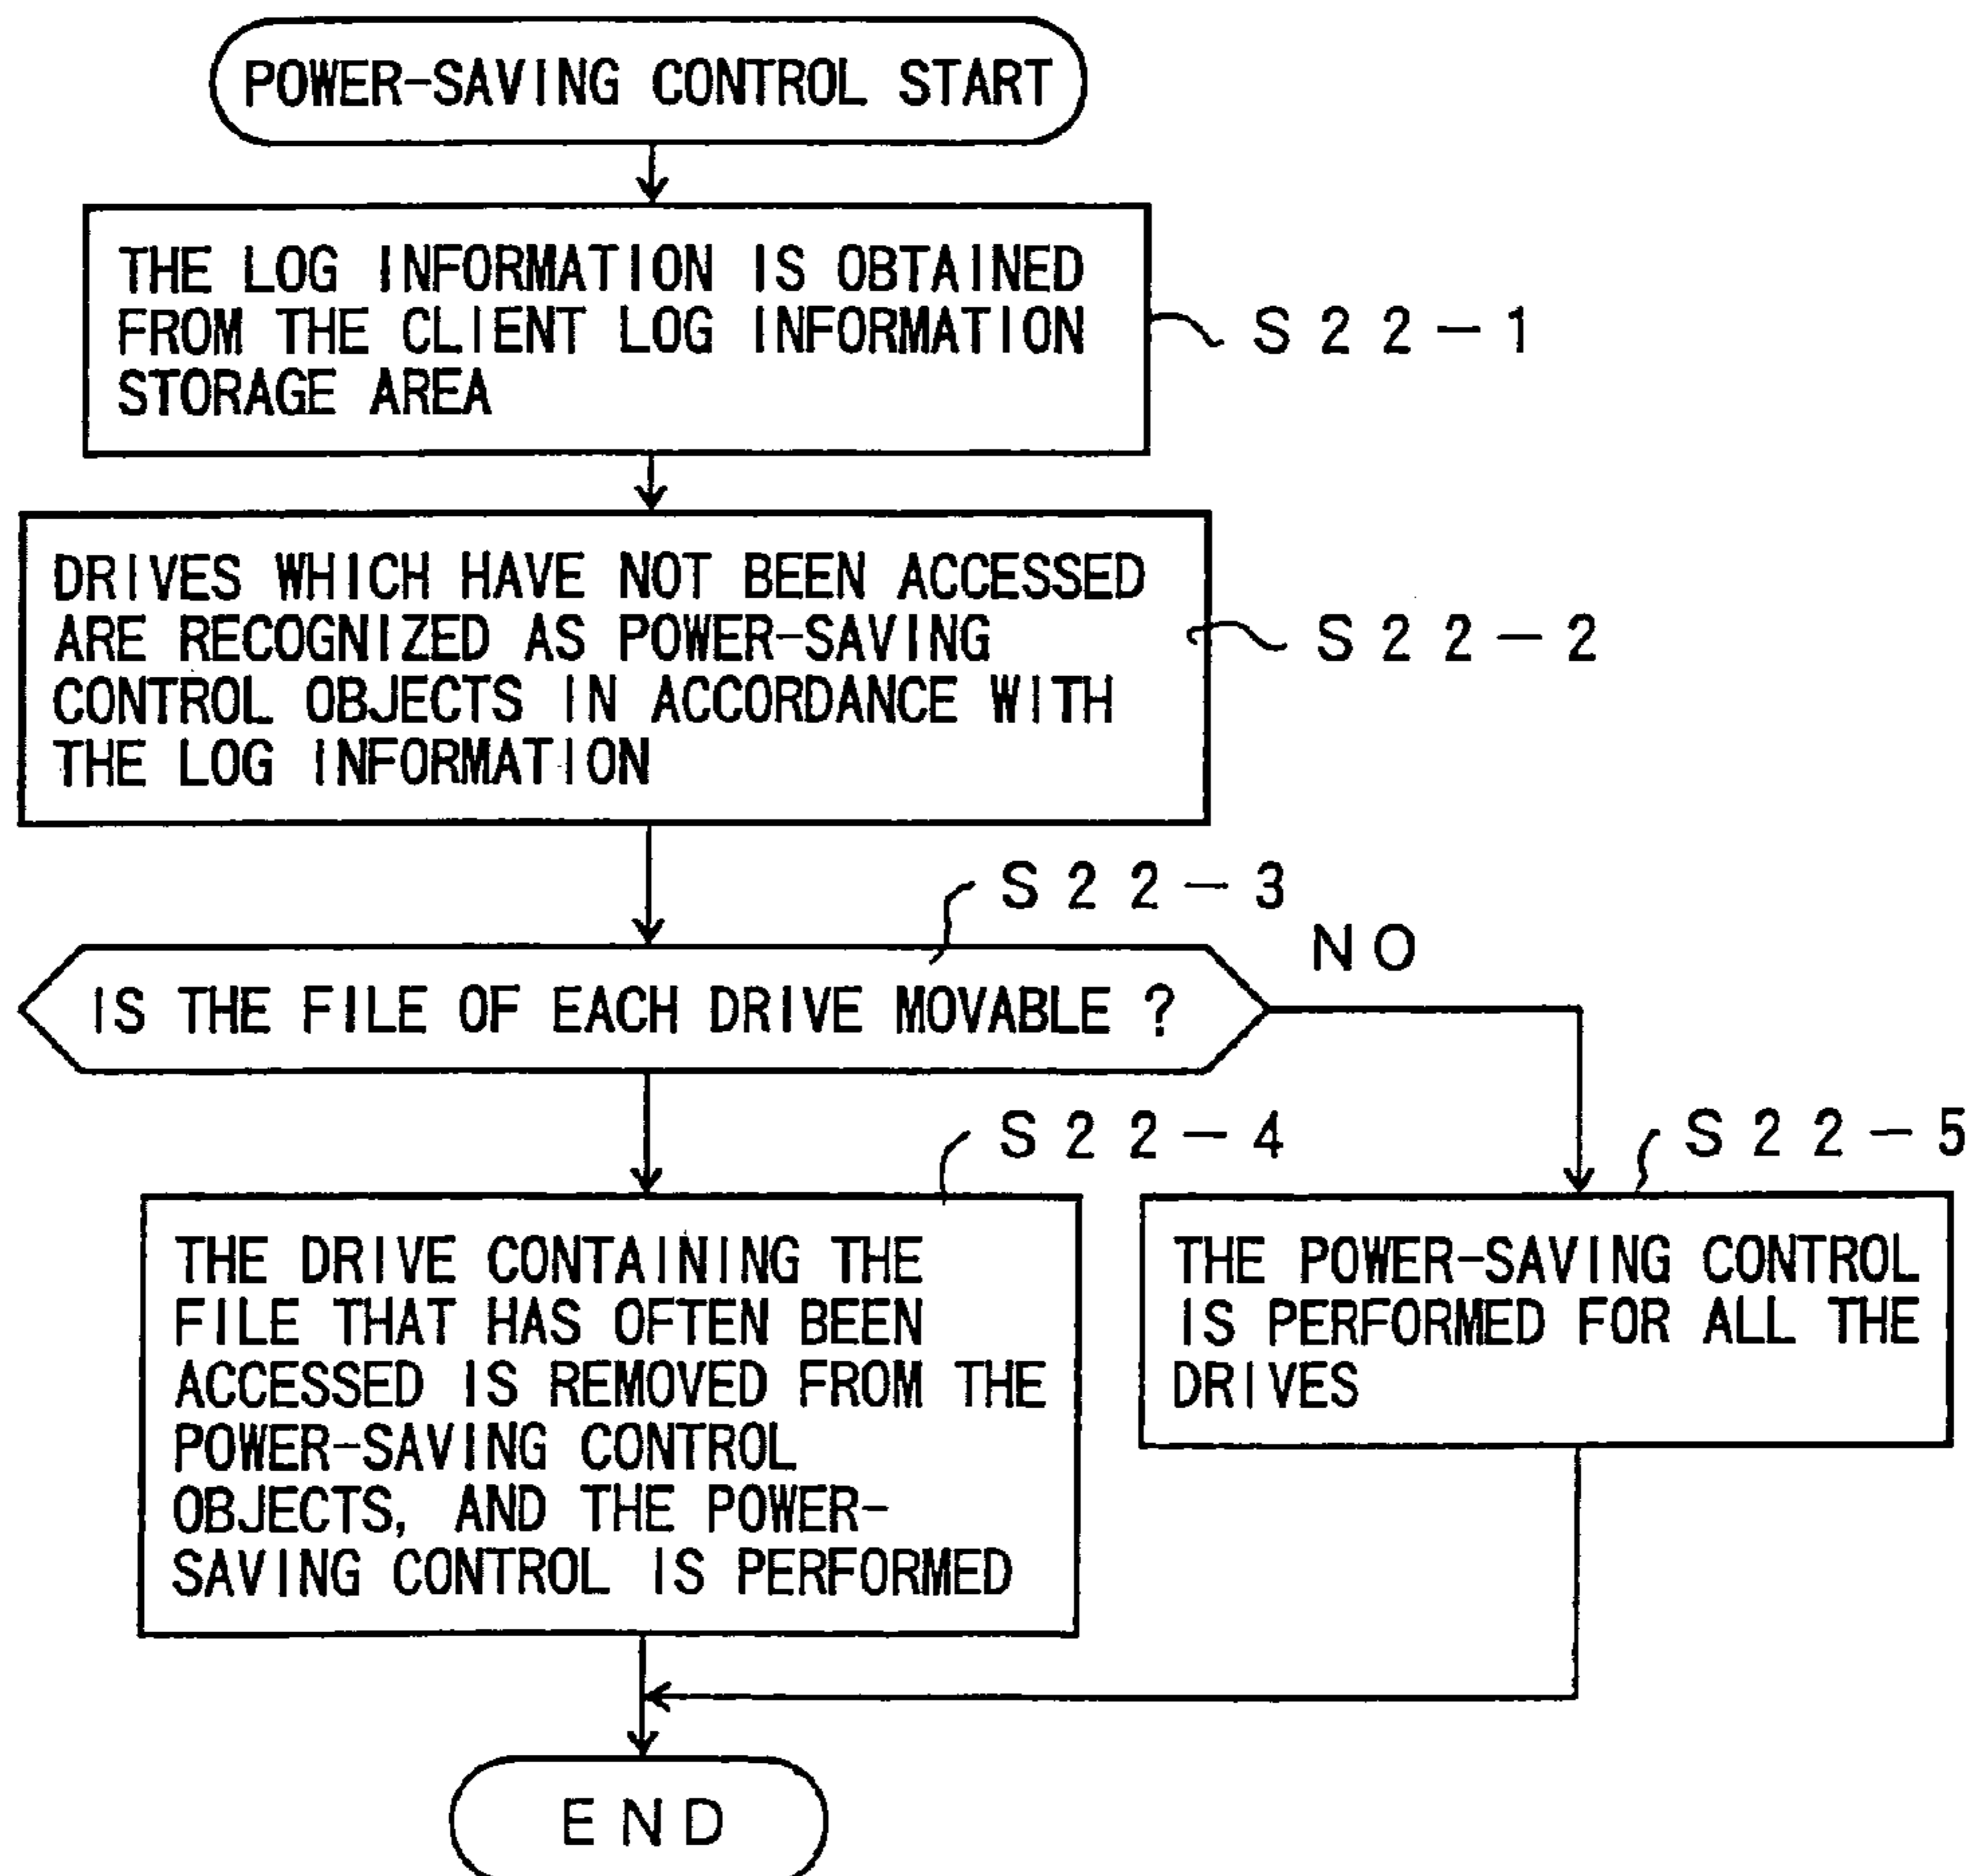 POWER-SAVING CONTROL START
THE LOG INFORMATION IS OBTAINED
FROM THE CLIENT LOG INFORMATION
STORAGE AREA
S22-1
DRIVES WHICH HAVE NOT BEEN ACCESSED
ARE RECOGNIZED AS POWER-SAVING
CONTROL OBJECTS IN ACCORDANCE WITH
THE LOG INFORMATION
S22-2
S22-3
NO
IS THE FILE OF EACH DRIVE MOVABLE ?
S22-4
THE DRIVE CONTAINING THE
FILE THAT HAS OFTEN BEEN
ACCESSED IS REMOVED FROM THE
POWER-SAVING CONTROL
OBJECTS, AND THE POWER-
SAVING CONTROL IS PERFORMED
S22-5
THE POWER-SAVING CONTROL
IS PERFORMED FOR ALL THE
DRIVES
END